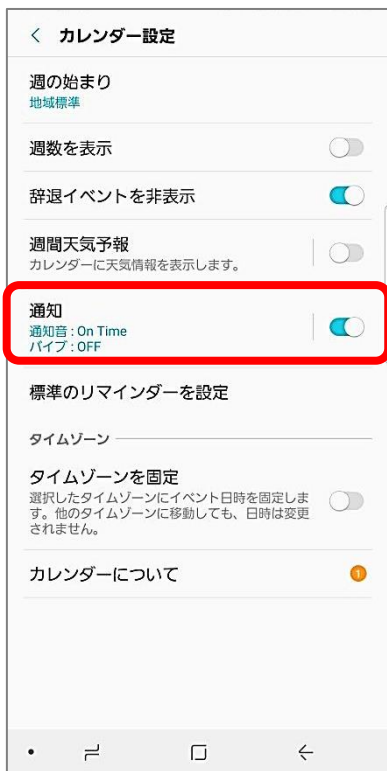 カレンダー設定
週の始まり
地域標準
週数を表示
辞退イベントを非表示
週間天気予報
カレンダーに天気情報を表示します。
通知
通知音 : On Time
バイブ : OFF
標準のリマインダーを設定
タイムゾーン
タイムゾーンを固定
選択したタイムゾーンにイベント日時を固定しま
す。他のタイムゾーンに移動しても、日時は変更
されません。
カレンダーについて
1